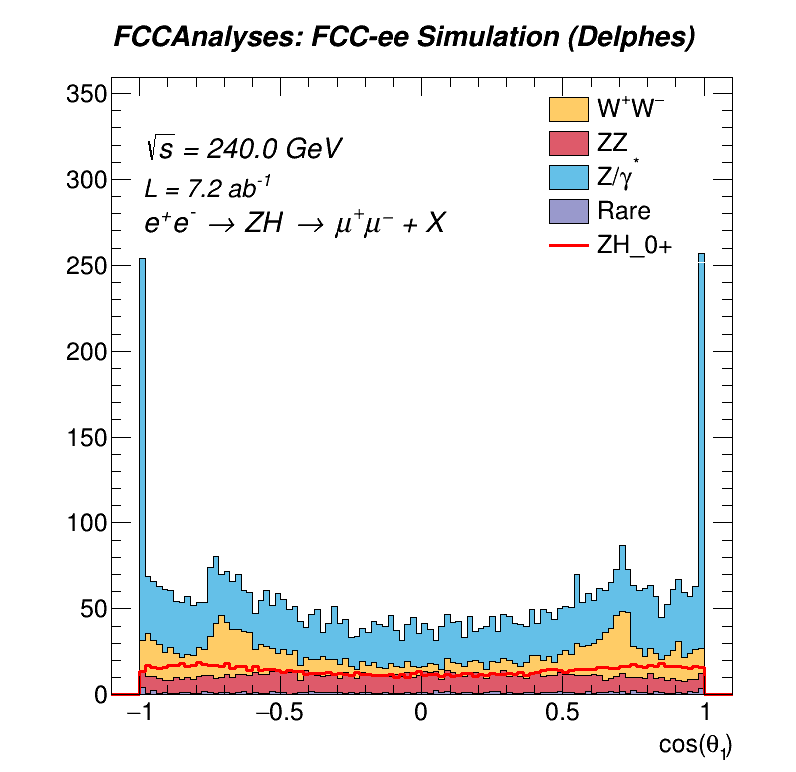 FCCAnalyses: FCC-ee Simulation (Delphes)
350
300
250
200
150
100
50
0
√s = 240.0 GeV
L = 7.2 ab⁻¹
e⁺e⁻ → ZH → μ⁺μ⁻ + X
W⁺W⁻
ZZ
Z/γ*
Rare
ZH_0+
−1 −0.5 0 0.5 1
cos(θ₁)